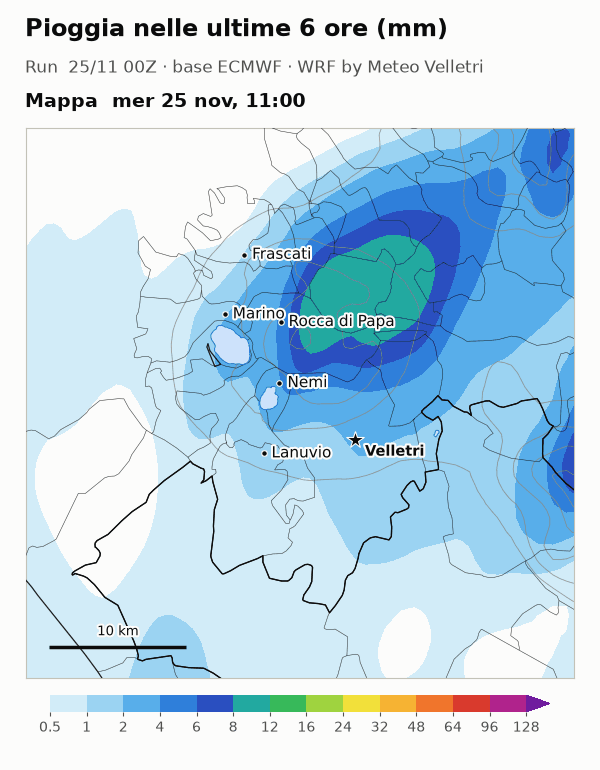 Pioggia nelle ultime 6 ore (mm)
Run  25/11 00Z · base ECMWF · WRF by Meteo Velletri
Mappa  mer 25 nov, 11:00
Frascati
Marino
Rocca di Papa
Nemi
Velletri
Lanuvio
10 km
0.5 1 2 4 6 8 12 16 24 32 48 64 96 128